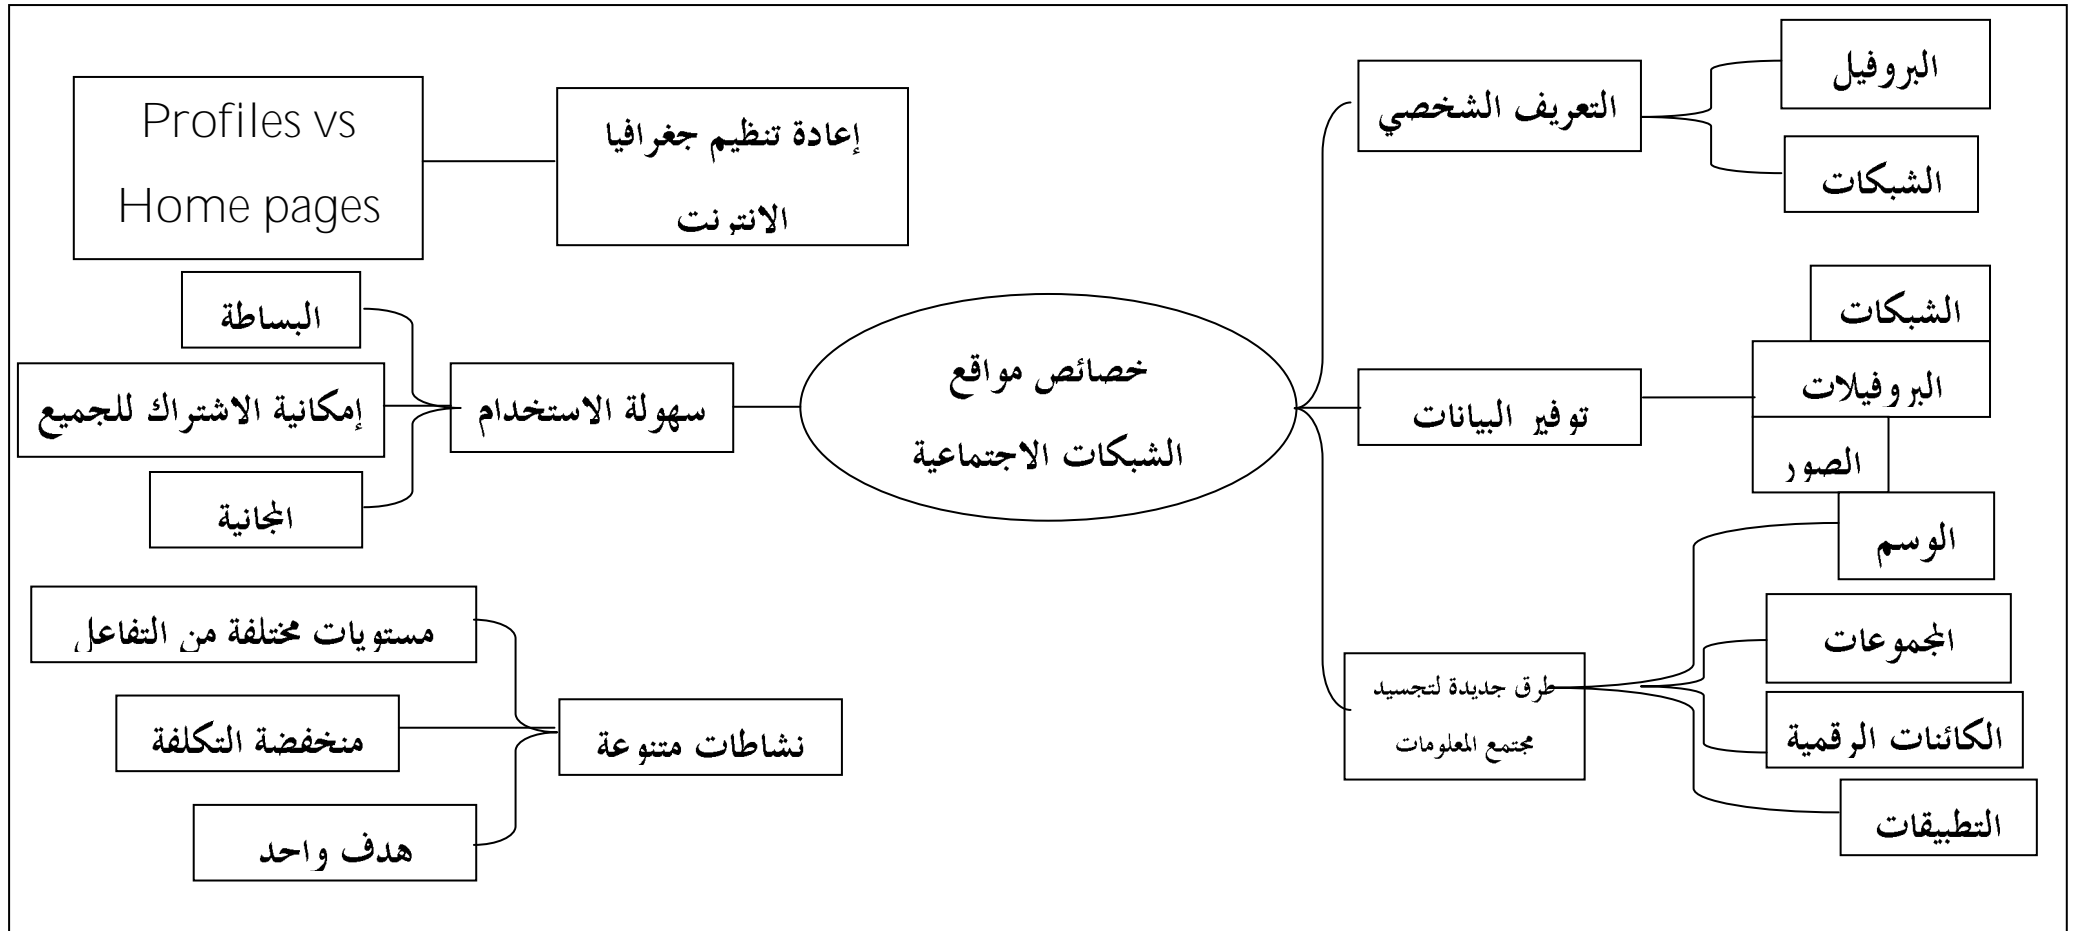 خصائص مواقع
الشبكات الاجتماعية
التعريف الشخصي
البروفيل
الشبكات
توفير البيانات
الشبكات
البروفيلات
الصور
طرق جديدة لتجسيد
مجتمع المعلومات
الوسم
المجموعات
الكائنات الرقمية
التطبيقات
إعادة تنظيم جغرافيا
الانترنت
Profiles vs
Home pages
سهولة الاستخدام
البساطة
إمكانية الاشتراك للجميع
المجانية
نشاطات متنوعة
مستويات مختلفة من التفاعل
منخفضة التكلفة
هدف واحد